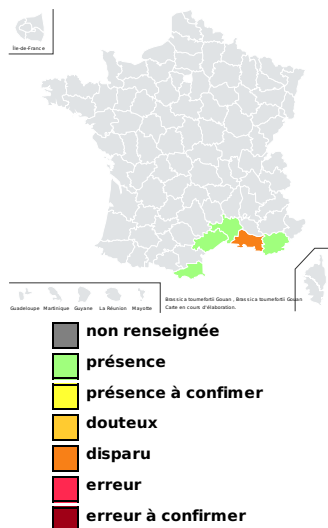 Île-de-France
Guadeloupe Martinique Guyane La Réunion Mayotte
Brassica tournefortii Gouan , Brassica tournefortii Gouan
Carte en cours d'élaboration.
non renseignée
présence
présence à confimer
douteux
disparu
erreur
erreur à confirmer